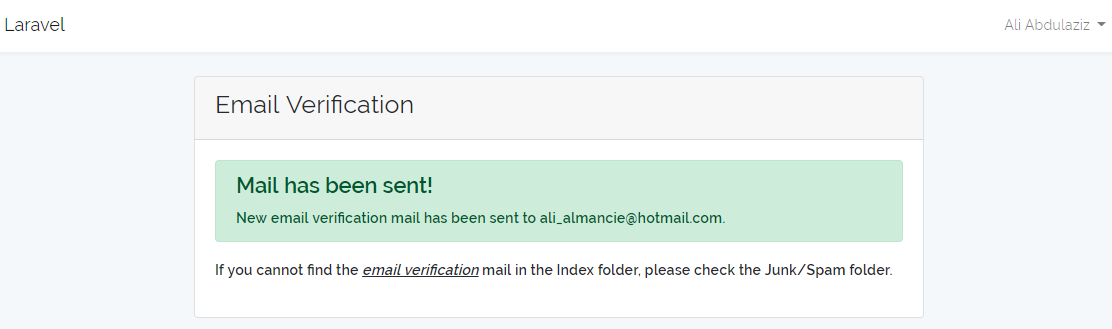 Laravel
Ali Abdulaziz
Email Verification
Mail has been sent!
New email verification mail has been sent to ali_almancie@hotmail.com.
If you cannot find the email verification mail in the Index folder, please check the Junk/Spam folder.